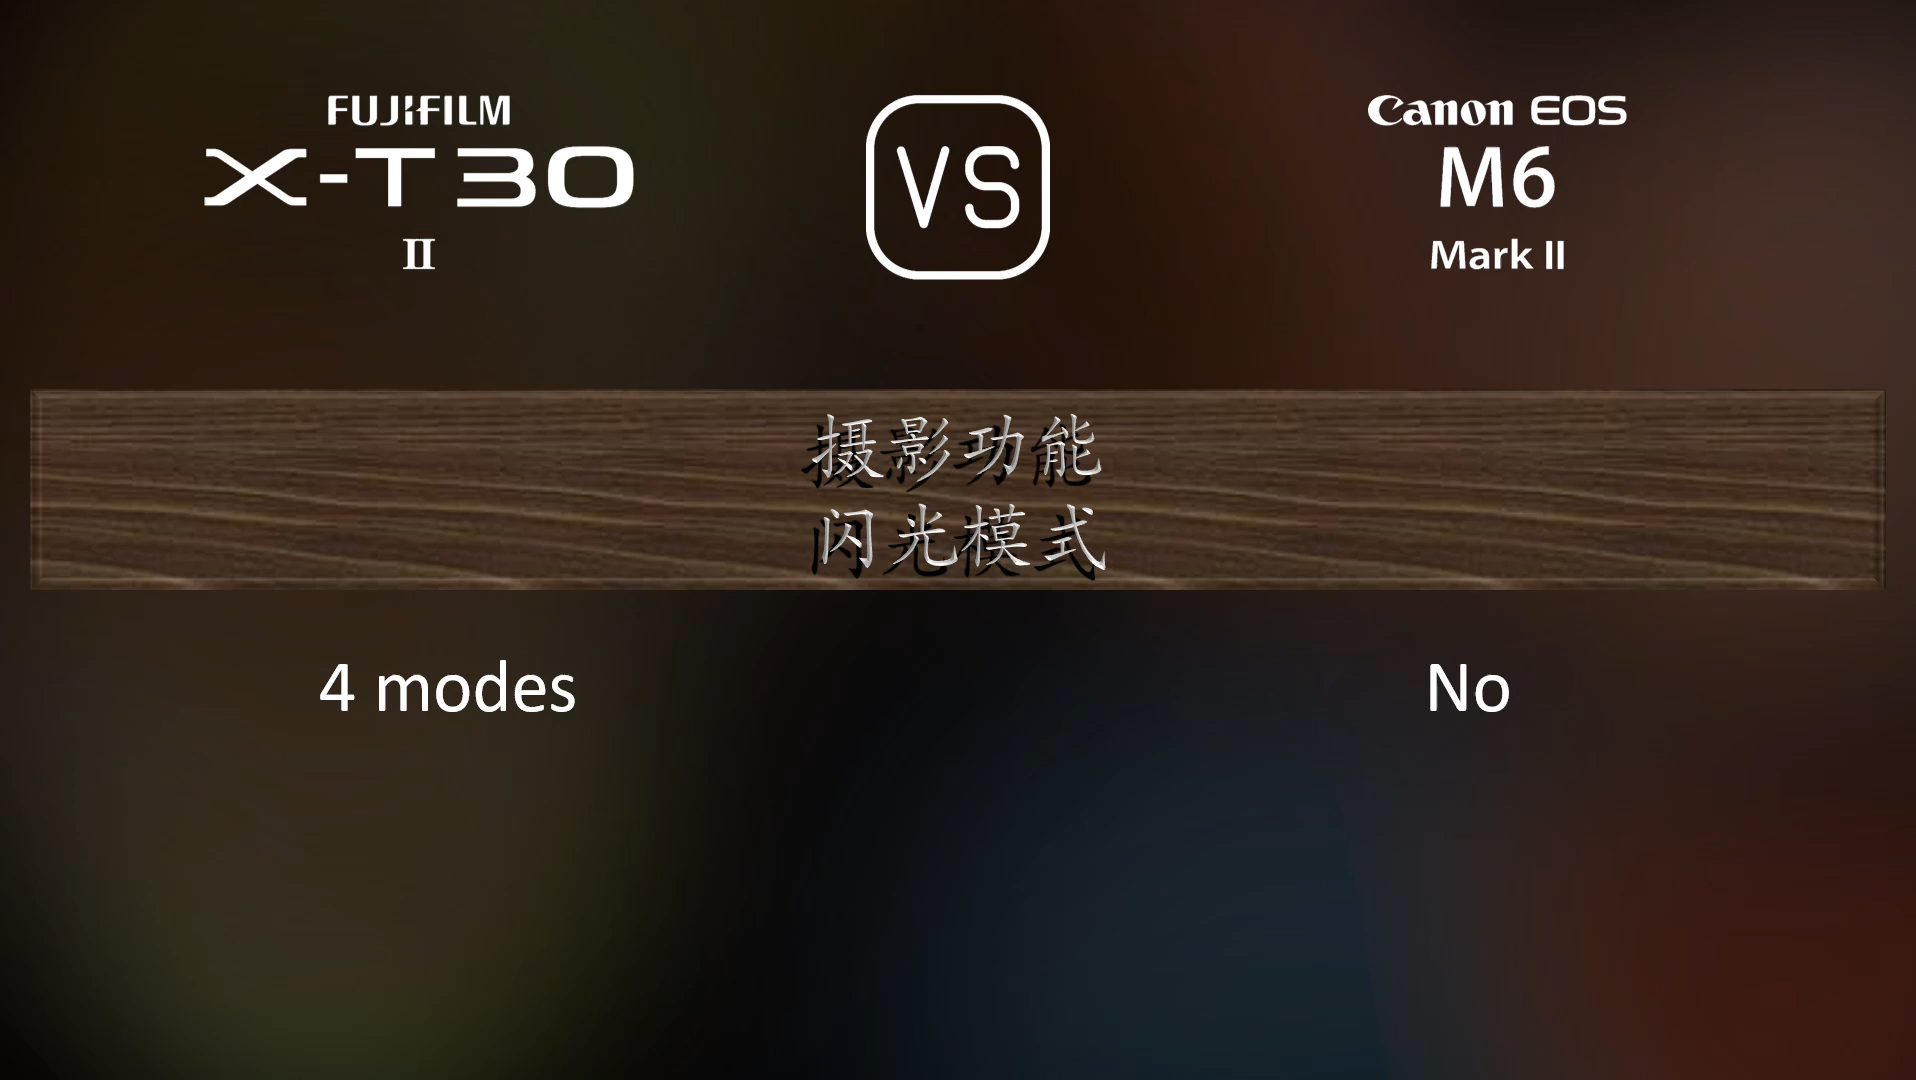 FUJIFILM
X-T30
II
VS
Canon EOS
M6
Mark II
摄影功能
闪光模式
4 modes
No